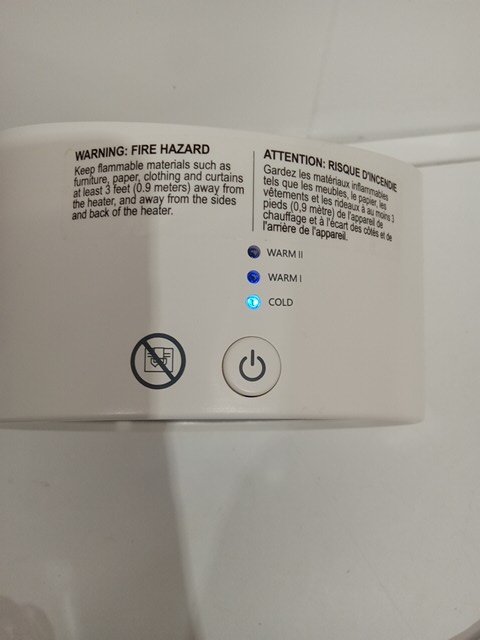 WARNING: FIRE HAZARD
Keep flammable materials such as
furniture, paper, clothing and curtains
at least 3 feet (0.9 meters) away from
the heater, and away from the sides
and back of the heater.
ATTENTION: RISQUE D'INCENDIE
Gardez les matériaux inflammables
tels que les meubles, le papier, les
vêtements et les rideaux à au moins 3
pieds (0,9 mètre) de l'appareil de
chauffage et à l'écart des côtés et de
l'arrière de l'appareil.
WARM II
WARM I
COLD